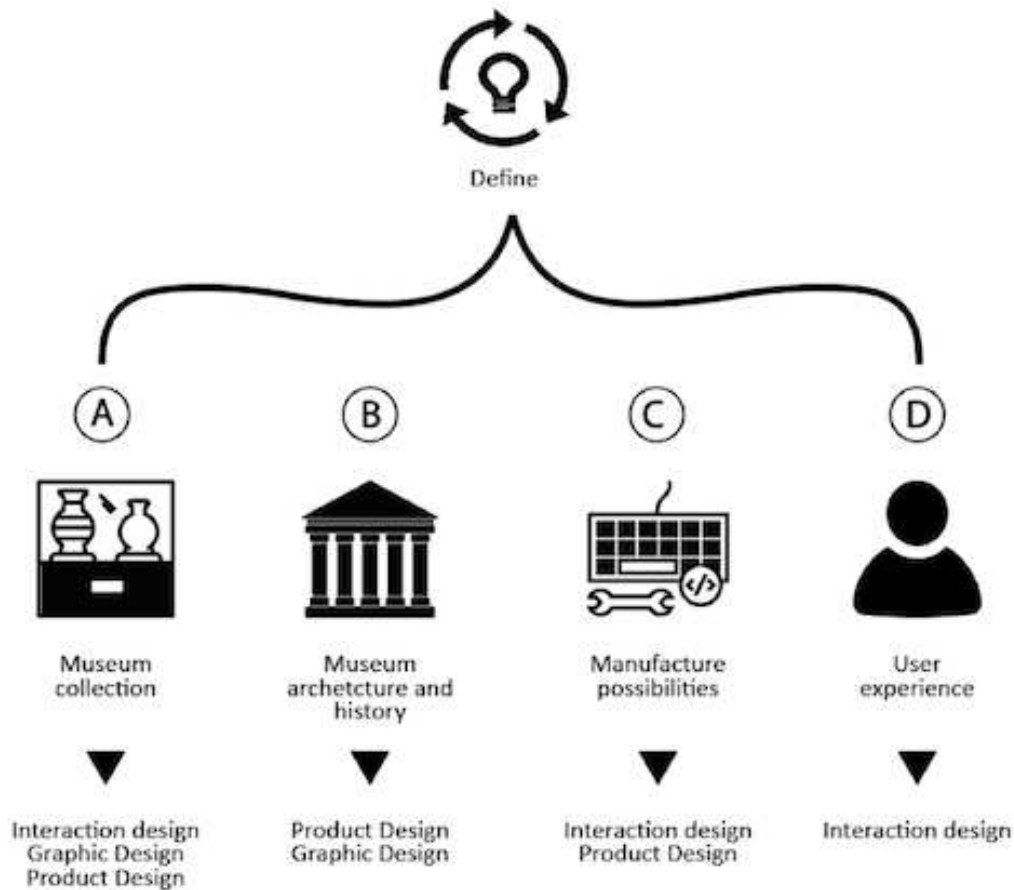 Define
A
B
C
D
</>
Museum
collection
Museum
archetcture and
history
Manufacture
possibilities
User
experience
Interaction design
Graphic Design
Product Design
Product Design
Graphic Design
Interaction design
Product Design
Interaction design